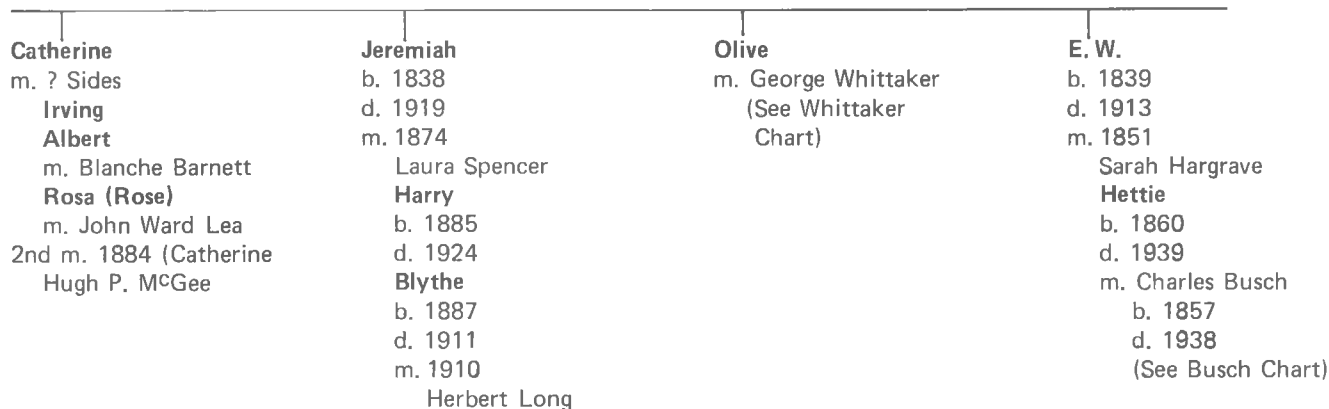 Catherine
m. ? Sides
Irving
Albert
m. Blanche Barnett
Rosa (Rose)
m. John Ward Lea
2nd m. 1884 (Catherine
Hugh P. McGee
Jeremiah
b. 1838
d. 1919
m. 1874
Laura Spencer
Harry
b. 1885
d. 1924
Blythe
b. 1887
d. 1911
m. 1910
Herbert Long
Olive
m. George Whittaker
(See Whittaker
Chart)
E. W.
b. 1839
d. 1913
m. 1851
Sarah Hargrave
Hettie
b. 1860
d. 1939
m. Charles Busch
b. 1857
d. 1938
(See Busch Chart)